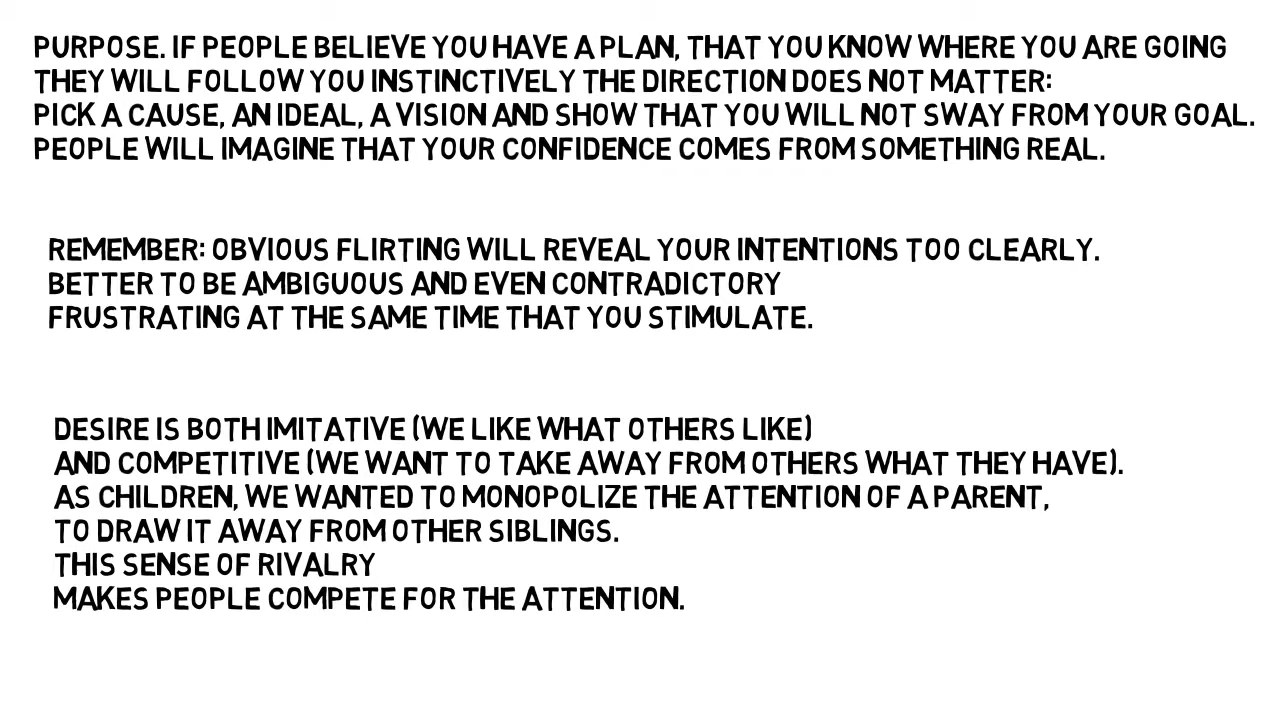 PURPOSE. IF PEOPLE BELIEVE YOU HAVE A PLAN, THAT YOU KNOW WHERE YOU ARE GOING
THEY WILL FOLLOW YOU INSTINCTIVELY THE DIRECTION DOES NOT MATTER:
PICK A CAUSE, AN IDEAL, A VISION AND SHOW THAT YOU WILL NOT SWAY FROM YOUR GOAL.
PEOPLE WILL IMAGINE THAT YOUR CONFIDENCE COMES FROM SOMETHING REAL.
REMEMBER: OBVIOUS FLIRTING WILL REVEAL YOUR INTENTIONS TOO CLEARLY.
BETTER TO BE AMBIGUOUS AND EVEN CONTRADICTORY
FRUSTRATING AT THE SAME TIME THAT YOU STIMULATE.
DESIRE IS BOTH IMITATIVE (WE LIKE WHAT OTHERS LIKE)
AND COMPETITIVE (WE WANT TO TAKE AWAY FROM OTHERS WHAT THEY HAVE).
AS CHILDREN, WE WANTED TO MONOPOLIZE THE ATTENTION OF A PARENT,
TO DRAW IT AWAY FROM OTHER SIBLINGS.
THIS SENSE OF RIVALRY
MAKES PEOPLE COMPETE FOR THE ATTENTION.